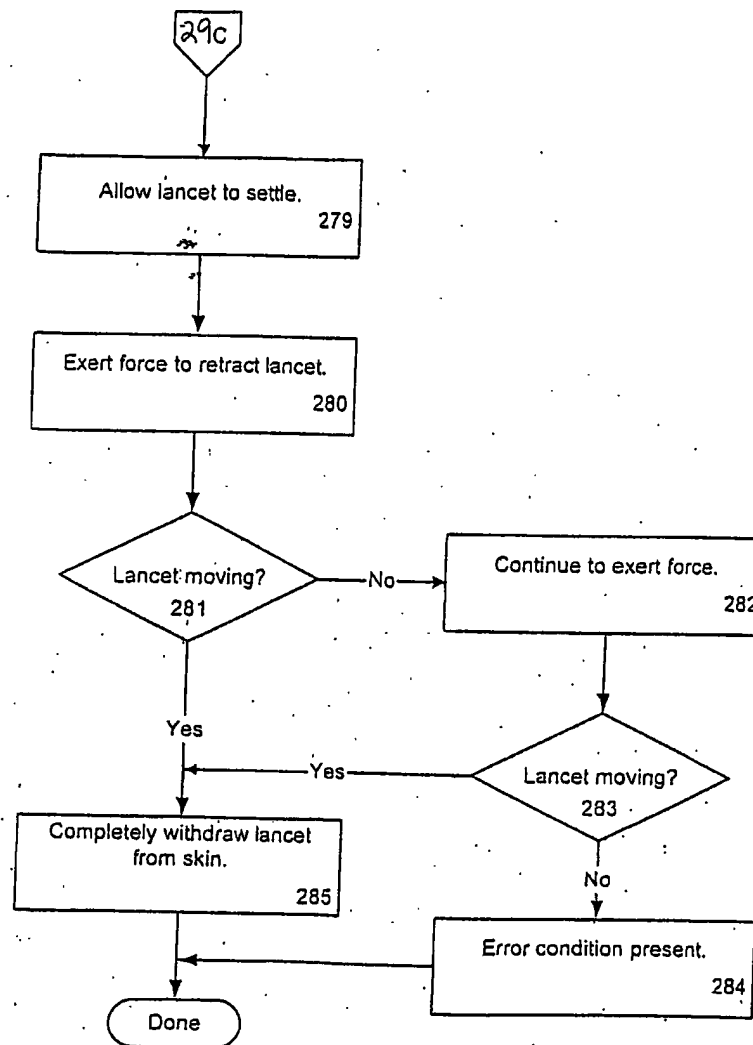 29c
Allow lancet to settle.
279
Exert force to retract lancet.
280
Lancet moving?
281
No
Continue to exert force.
282
Yes
Yes
Lancet moving?
283
Completely withdraw lancet
from skin.
285
No
Error condition present.
284
Done